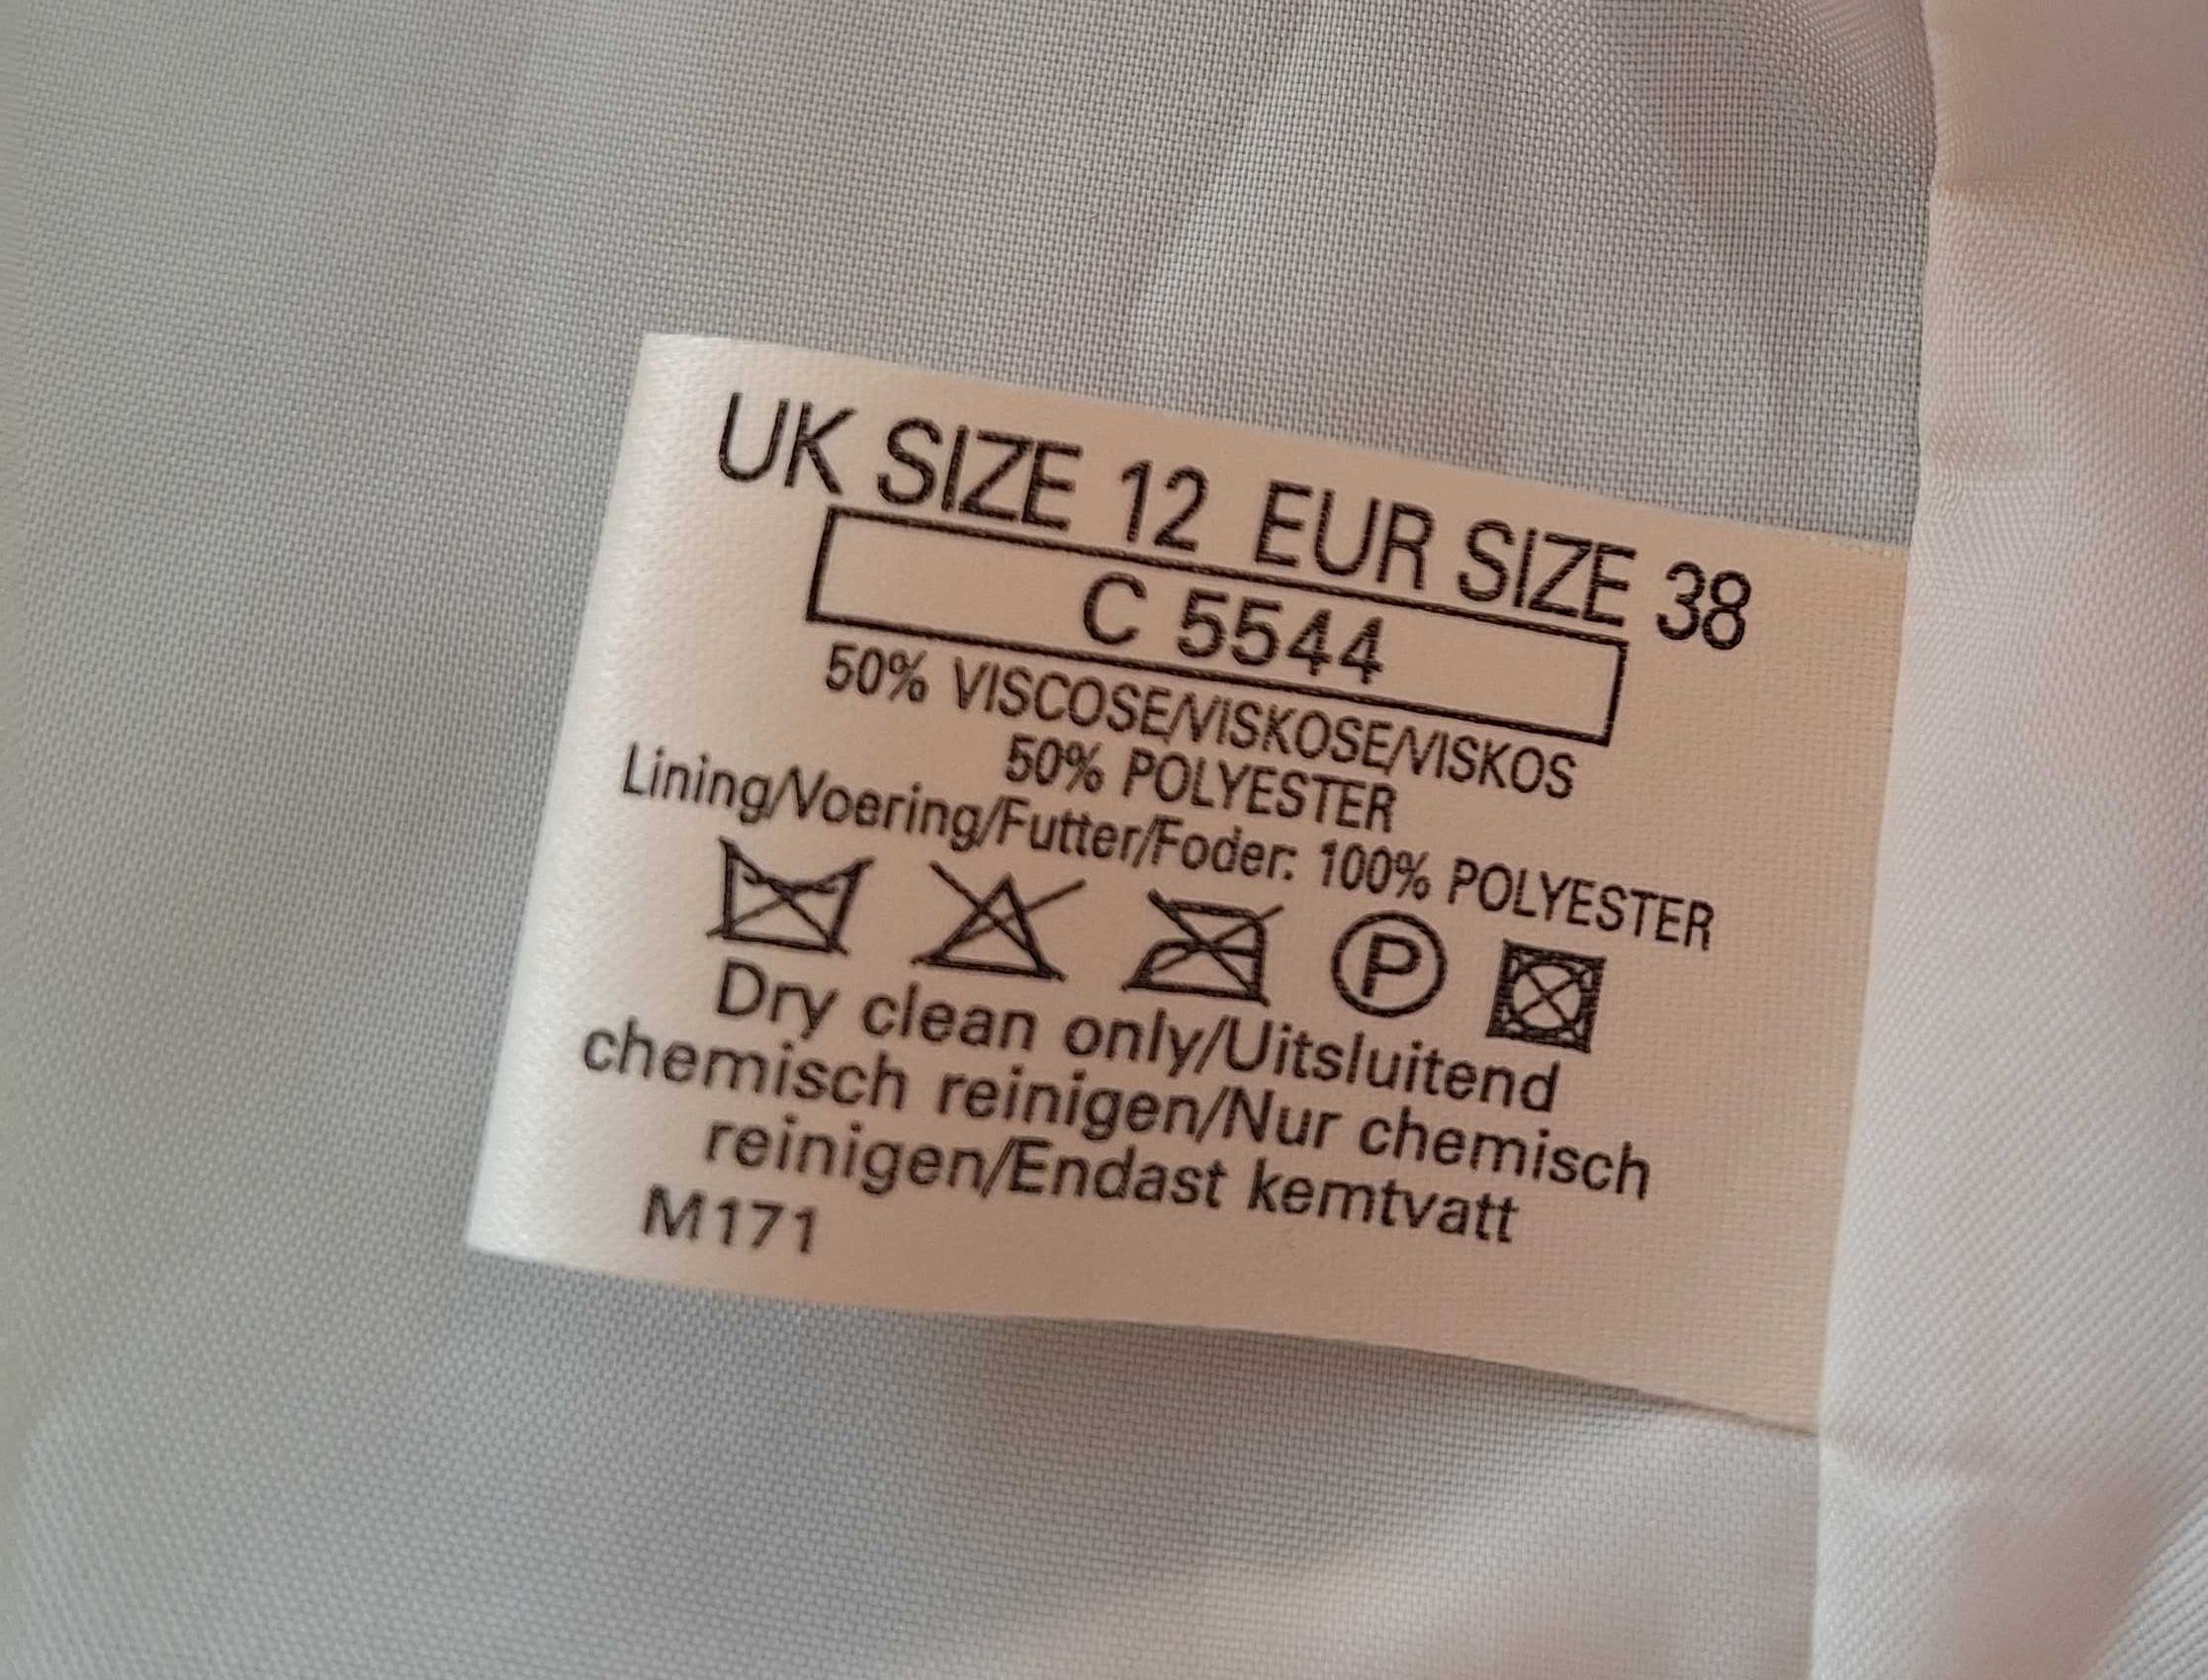 UK SIZE 12 EUR SIZE 38
C 5544
50% VISCOSE/VISKOSE/VISKOS
50% POLYESTER
Lining/Voering/Futter/Foder: 100% POLYESTER
P
Dry clean only/Uitsluitend
chemisch reinigen/Nur chemisch
reinigen/Endast kemtvatt
M171